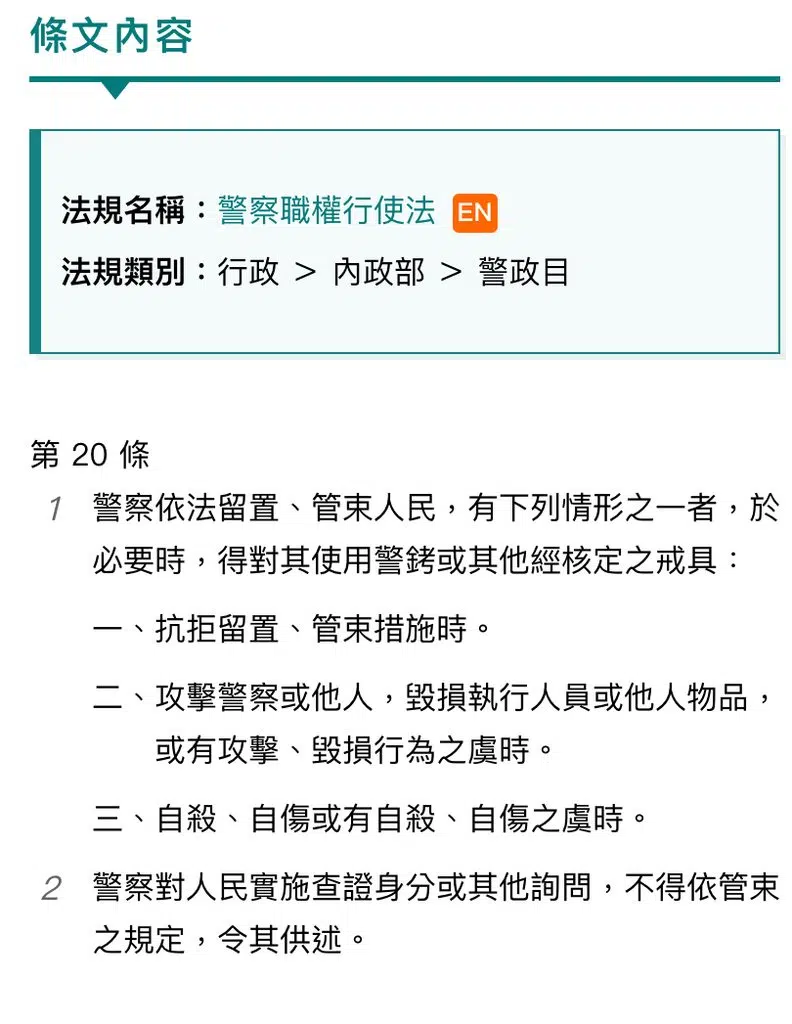 條文內容
法規名稱：警察職權行使法 EN
法規類別：行政 > 內政部 > 警政目
第 20 條
1 警察依法留置、管束人民，有下列情形之一者，於
必要時，得對其使用警銬或其他經核定之戒具：
一、抗拒留置、管束措施時。
二、攻擊警察或他人，毀損執行人員或他人物品，
或有攻擊、毀損行為之虞時。
三、自殺、自傷或有自殺、自傷之虞時。
2 警察對人民實施查證身分或其他詢問，不得依管束
之規定，令其供述。